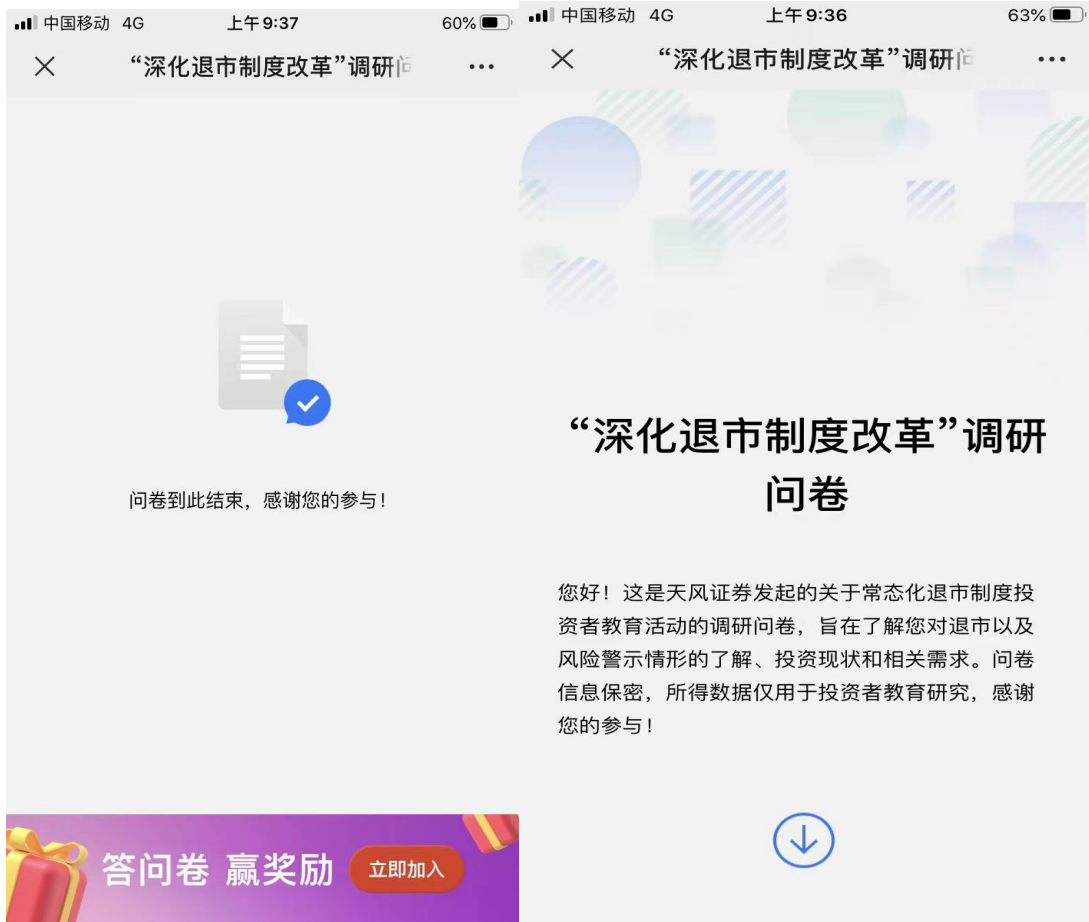 中国移动 4G 上午9:37 60%
“深化退市制度改革”调研问
问卷到此结束，感谢您的参与！
答问卷 赢奖励 立即加入
中国移动 4G 上午9:36 63%
“深化退市制度改革”调研问
“深化退市制度改革”调研
问卷
您好！这是天风证券发起的关于常态化退市制度投
资者教育活动的调研问卷，旨在了解您对退市以及
风险警示情形的了解、投资现状和相关需求。问卷
信息保密，所得数据仅用于投资者教育研究，感谢
您的参与！